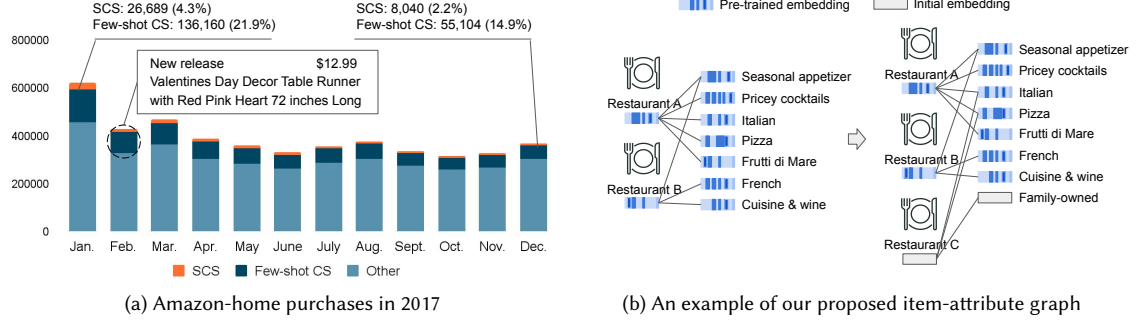 SCS: 26,689 (4.3%)
Few-shot CS: 136,160 (21.9%)
SCS: 8,040 (2.2%)
Few-shot CS: 55,104 (14.9%)
800000
600000
400000
200000
0
New release $12.99
Valentines Day Decor Table Runner
with Red Pink Heart 72 inches Long
Jan. Feb. Mar. Apr. May June July Aug. Sept. Oct. Nov. Dec.
SCS Few-shot CS Other
(a) Amazon-home purchases in 2017
Pre-trained embedding Initial embedding
Restaurant A
Restaurant B
Seasonal appetizer
Pricey cocktails
Italian
Pizza
Frutti di Mare
French
Cuisine & wine
Restaurant A
Restaurant B
Restaurant C
Seasonal appetizer
Pricey cocktails
Italian
Pizza
Frutti di Mare
French
Cuisine & wine
Family-owned
(b) An example of our proposed item-attribute graph